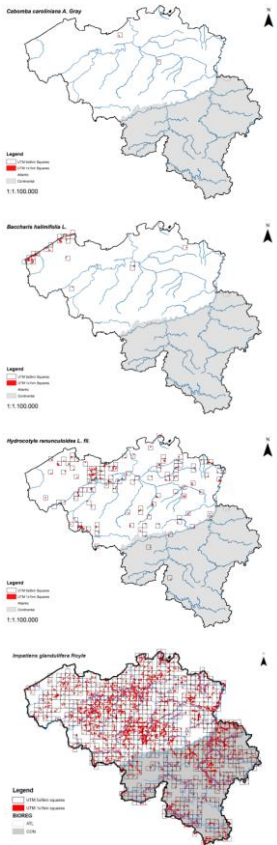 Cabomba caroliniana A. Gray
N
Legend
UTM 5x5km Squares
UTM 1x1km Squares
Atlantic
Continental
1:1.100.000
Baccharis halimifolia L.
N
Legend
UTM 5x5km Squares
UTM 1x1km Squares
Atlantic
Continental
1:1.100.000
Hydrocotyle ranunculoides L. fil.
N
Legend
UTM 5x5km Squares
UTM 1x1km Squares
Atlantic
Continental
1:1.100.000
Impatiens glandulifera Royle
Legend
UTM 5x5km squares
UTM 1x1km squares
BIOREG
ATL
CON